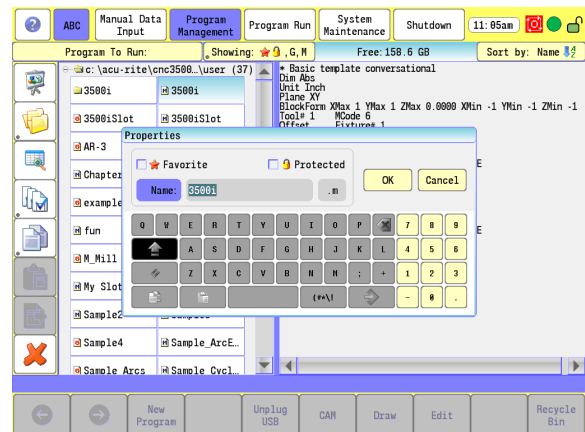 ?
ABC
Manual Data Input
Program Management
Program Run
System Maintenance
Shutdown
11:05am
Program To Run:
Showing: , G, M
Free: 158.6 GB
Sort by: Name
c:\acu-rite\cnc3500…\user (37)
3500i
3500i
3500iSlot
3500iSlot
AR-3
Chapter
example
fun
M_Mill
My Slot
Sample2
Sample4
Sample_ArcE…
Sample Arcs
Sample Cycl…
* Basic template conversational
Dim Abs
Unit Inch
Plane XY
BlockForm XMax 1 YMax 1 ZMax 0.0000 XMin -1 YMin -1 ZMin -1
Tool# 1 MCode 6
Offset Fixture# 1
E
E
Properties
Favorite
Protected
Name:
3500i
.m
OK
Cancel
Q W E R T Y U I O P 7 8 9
A S D F G H J K L 4 5 6
Z X C V B N M ; + 1 2 3
(#^\! - 0 .
New Program
Unplug USB
CAM
Draw
Edit
Recycle Bin